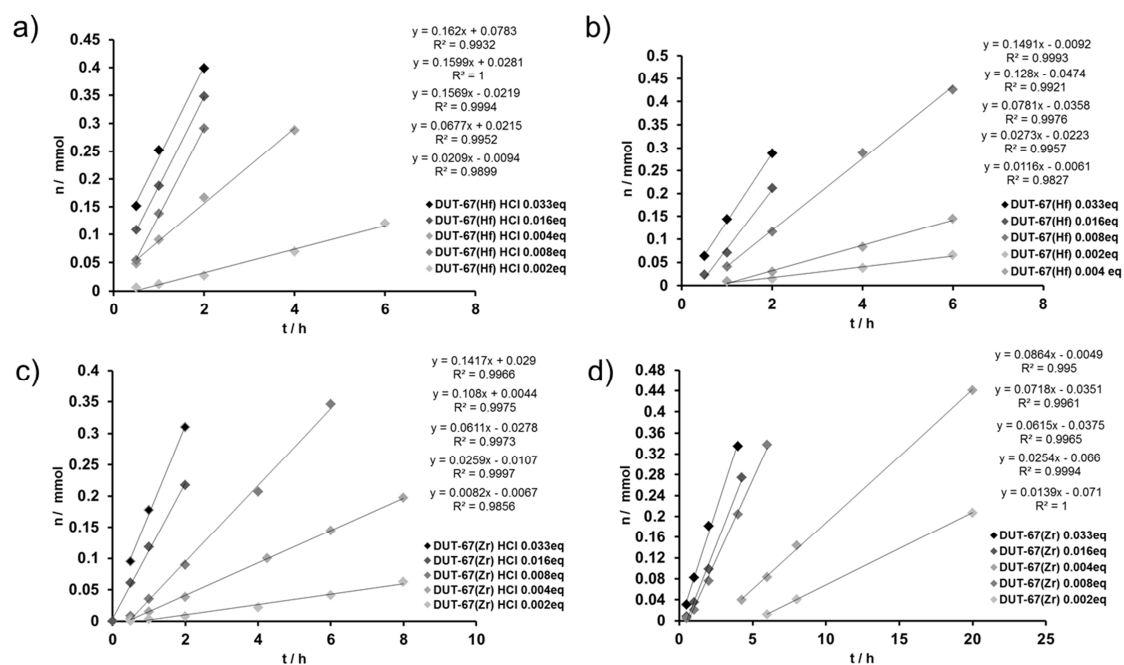 a)
y = 0.162x + 0.0783
R² = 0.9932
y = 0.1599x + 0.0281
R² = 1
y = 0.1569x - 0.0219
R² = 0.9994
y = 0.0677x + 0.0215
R² = 0.9952
y = 0.0209x - 0.0094
R² = 0.9899
n / mmol
0.45
0.4
0.35
0.3
0.25
0.2
0.15
0.1
0.05
0
0 2 4 6 8
t / h
DUT-67(Hf) HCl 0.033eq
DUT-67(Hf) HCl 0.016eq
DUT-67(Hf) HCl 0.004eq
DUT-67(Hf) HCl 0.008eq
DUT-67(Hf) HCl 0.002eq
b)
y = 0.1491x - 0.0092
R² = 0.9993
y = 0.128x - 0.0474
R² = 0.9921
y = 0.0781x - 0.0358
R² = 0.9976
y = 0.0273x - 0.0223
R² = 0.9957
y = 0.0116x - 0.0061
R² = 0.9827
n / mmol
0.5
0.45
0.4
0.35
0.3
0.25
0.2
0.15
0.1
0.05
0
0 2 4 6 8
t / h
DUT-67(Hf) 0.033eq
DUT-67(Hf) 0.016eq
DUT-67(Hf) 0.008eq
DUT-67(Hf) 0.002eq
DUT-67(Hf) 0.004 eq
c)
y = 0.1417x + 0.029
R² = 0.9966
y = 0.108x + 0.0044
R² = 0.9975
y = 0.0611x - 0.0278
R² = 0.9973
y = 0.0259x - 0.0107
R² = 0.9997
y = 0.0082x - 0.0067
R² = 0.9856
n / mmol
0.4
0.35
0.3
0.25
0.2
0.15
0.1
0.05
0
0 2 4 6 8 10
t / h
DUT-67(Zr) HCl 0.033eq
DUT-67(Zr) HCl 0.016eq
DUT-67(Zr) HCl 0.008eq
DUT-67(Zr) HCl 0.004eq
DUT-67(Zr) HCl 0.002eq
d)
y = 0.0864x - 0.0049
R² = 0.995
y = 0.0718x - 0.0351
R² = 0.9961
y = 0.0615x - 0.0375
R² = 0.9965
y = 0.0254x - 0.066
R² = 0.9994
y = 0.0139x - 0.071
R² = 1
n / mmol
0.48
0.44
0.4
0.36
0.32
0.28
0.24
0.2
0.16
0.12
0.08
0.04
0
0 5 10 15 20 25
t / h
DUT-67(Zr) 0.033eq
DUT-67(Zr) 0.016eq
DUT-67(Zr) 0.004eq
DUT-67(Zr) 0.008eq
DUT-67(Zr) 0.002eq